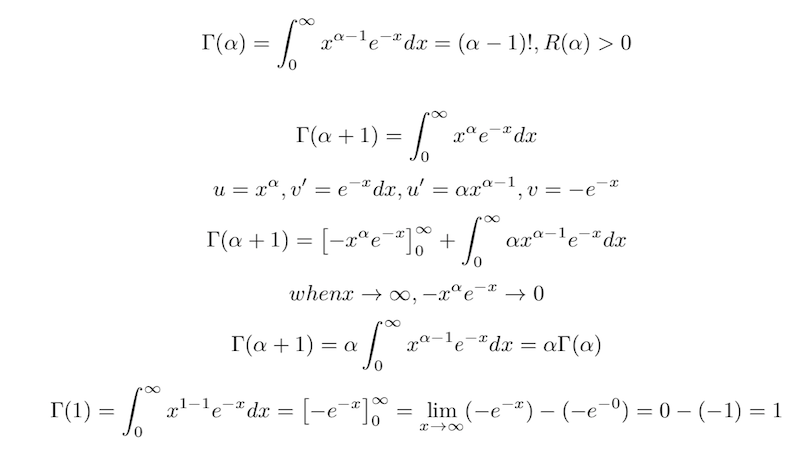 Γ(α) = ∫₀^∞ x^{α−1}e^{−x}dx = (α − 1)!, R(α) > 0
Γ(α + 1) = ∫₀^∞ x^α e^{−x}dx
u = x^α, v′ = e^{−x}dx, u′ = αx^{α−1}, v = −e^{−x}
Γ(α + 1) = [−x^α e^{−x}]₀^∞ + ∫₀^∞ αx^{α−1}e^{−x}dx
whenx → ∞, −x^α e^{−x} → 0
Γ(α + 1) = α ∫₀^∞ x^{α−1}e^{−x}dx = αΓ(α)
Γ(1) = ∫₀^∞ x^{1−1}e^{−x}dx = [−e^{−x}]₀^∞ = lim_{x→∞}(−e^{−x}) − (−e^{−0}) = 0 − (−1) = 1